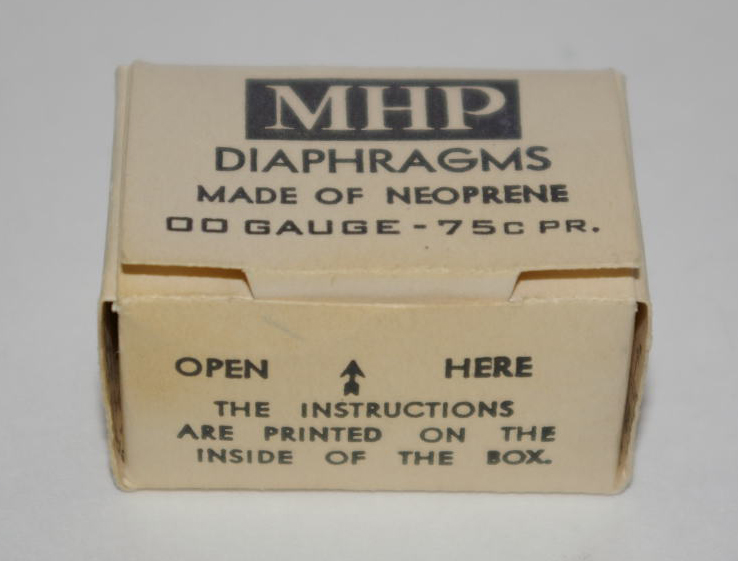 MHP
DIAPHRAGMS
MADE OF NEOPRENE
00 GAUGE - 75c PR.
OPEN HERE
THE INSTRUCTIONS
ARE PRINTED ON THE
INSIDE OF THE BOX.